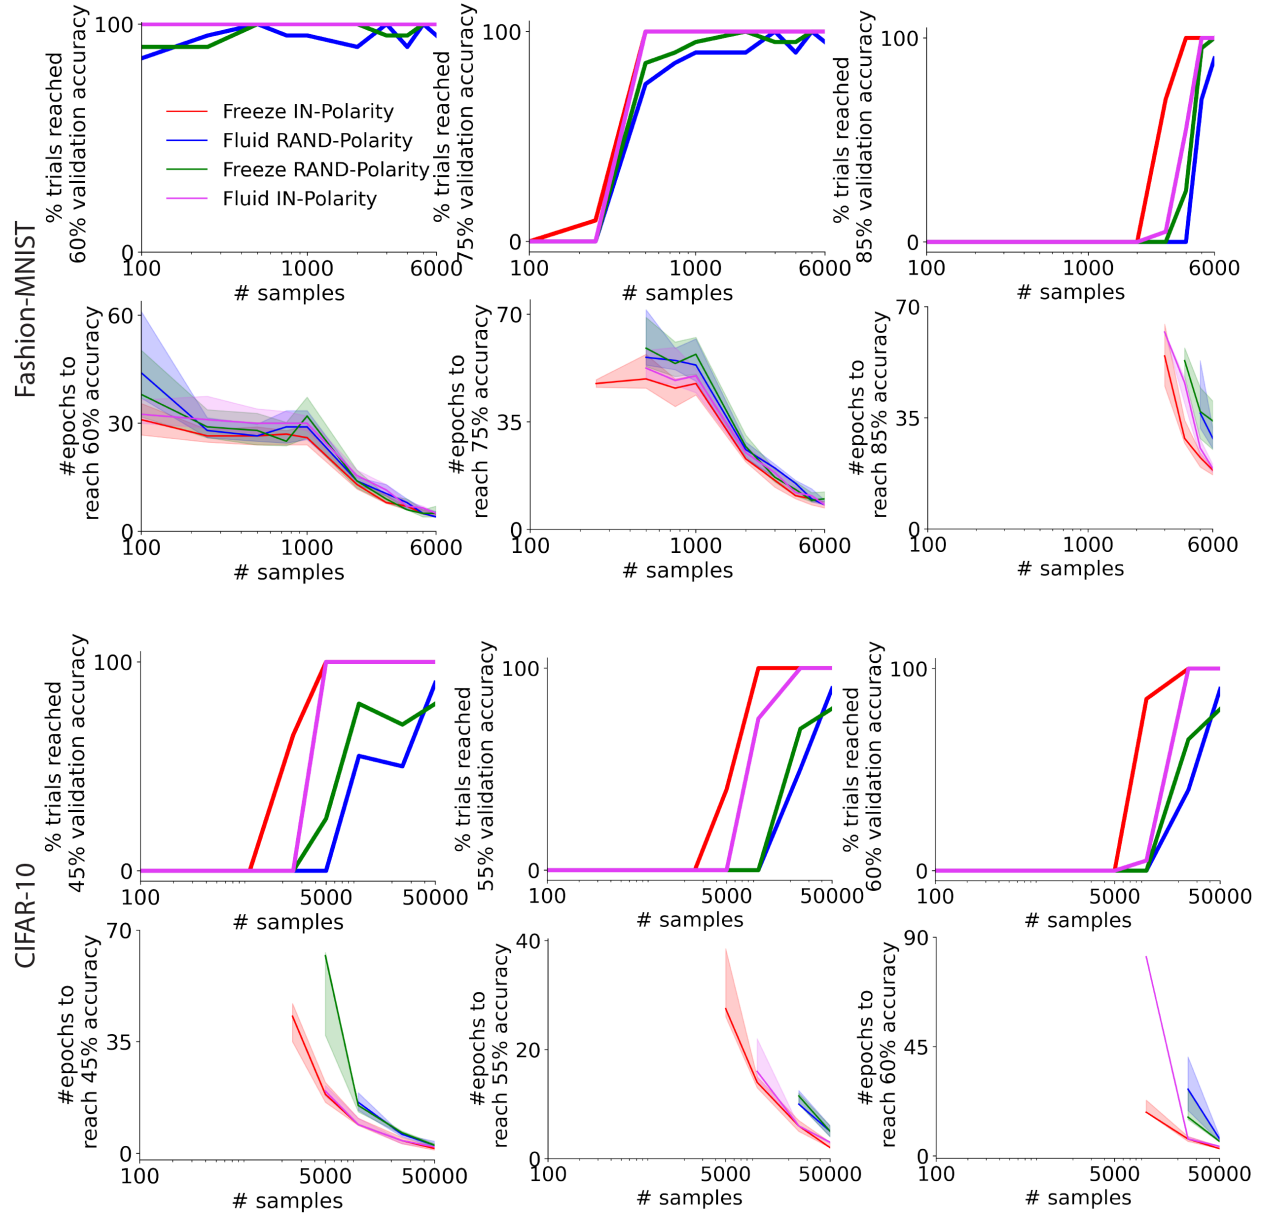 Fashion-MNIST
% trials reached
60% validation accuracy
100
0
100
1000
6000
# samples
Freeze IN-Polarity
Fluid RAND-Polarity
Freeze RAND-Polarity
Fluid IN-Polarity
% trials reached
75% validation accuracy
100
0
100
1000
6000
# samples
% trials reached
85% validation accuracy
100
0
100
1000
6000
# samples
#epochs to
reach 60% accuracy
60
30
0
100
1000
6000
# samples
#epochs to
reach 75% accuracy
70
35
0
100
1000
6000
# samples
#epochs to
reach 85% accuracy
70
35
0
100
1000
6000
# samples
CIFAR-10
% trials reached
45% validation accuracy
100
0
100
5000
50000
# samples
% trials reached
55% validation accuracy
100
0
100
5000
50000
# samples
% trials reached
60% validation accuracy
100
0
100
5000
50000
# samples
#epochs to
reach 45% accuracy
70
35
0
100
5000
50000
# samples
#epochs to
reach 55% accuracy
40
20
0
100
5000
50000
# samples
#epochs to
reach 60% accuracy
90
45
0
100
5000
50000
# samples